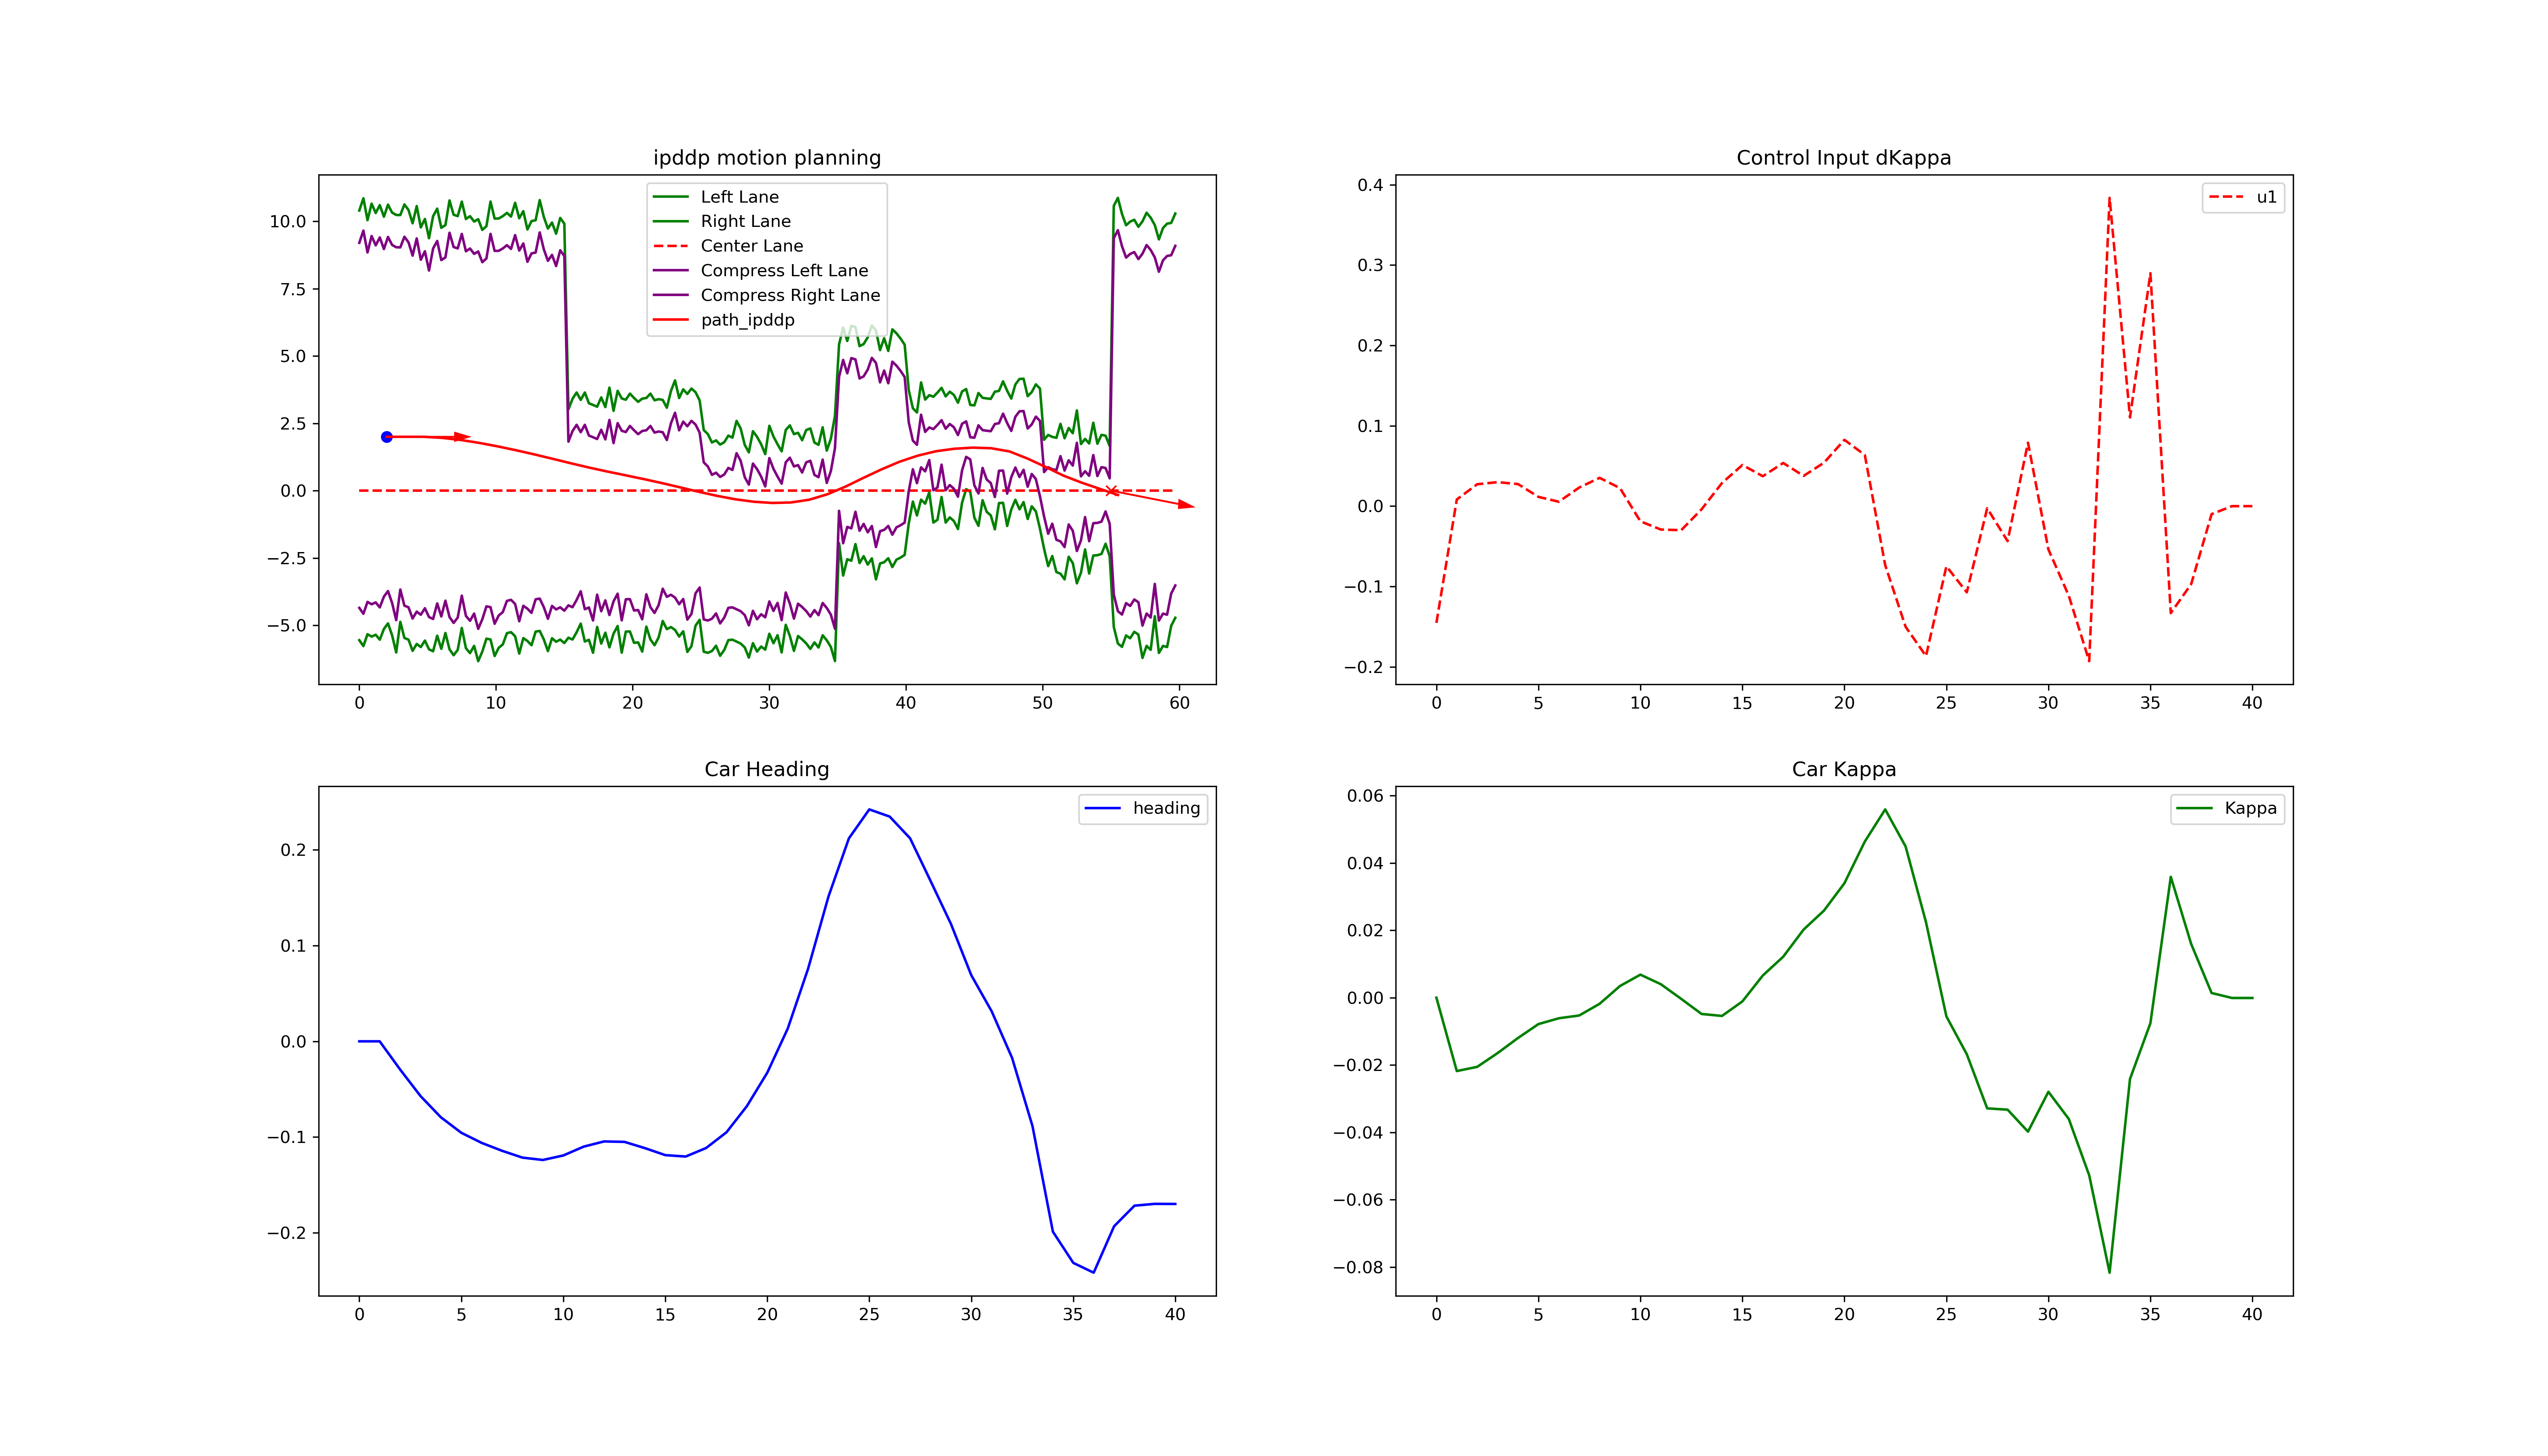 ipddp motion planning
Left Lane
Right Lane
Center Lane
Compress Left Lane
Compress Right Lane
path_ipddp
10.0
7.5
5.0
2.5
0.0
−2.5
−5.0
0 10 20 30 40 50 60
Control Input dKappa
u1
0.4
0.3
0.2
0.1
0.0
−0.1
−0.2
0 5 10 15 20 25 30 35 40
Car Heading
heading
0.2
0.1
0.0
−0.1
−0.2
0 5 10 15 20 25 30 35 40
Car Kappa
Kappa
0.06
0.04
0.02
0.00
−0.02
−0.04
−0.06
−0.08
0 5 10 15 20 25 30 35 40